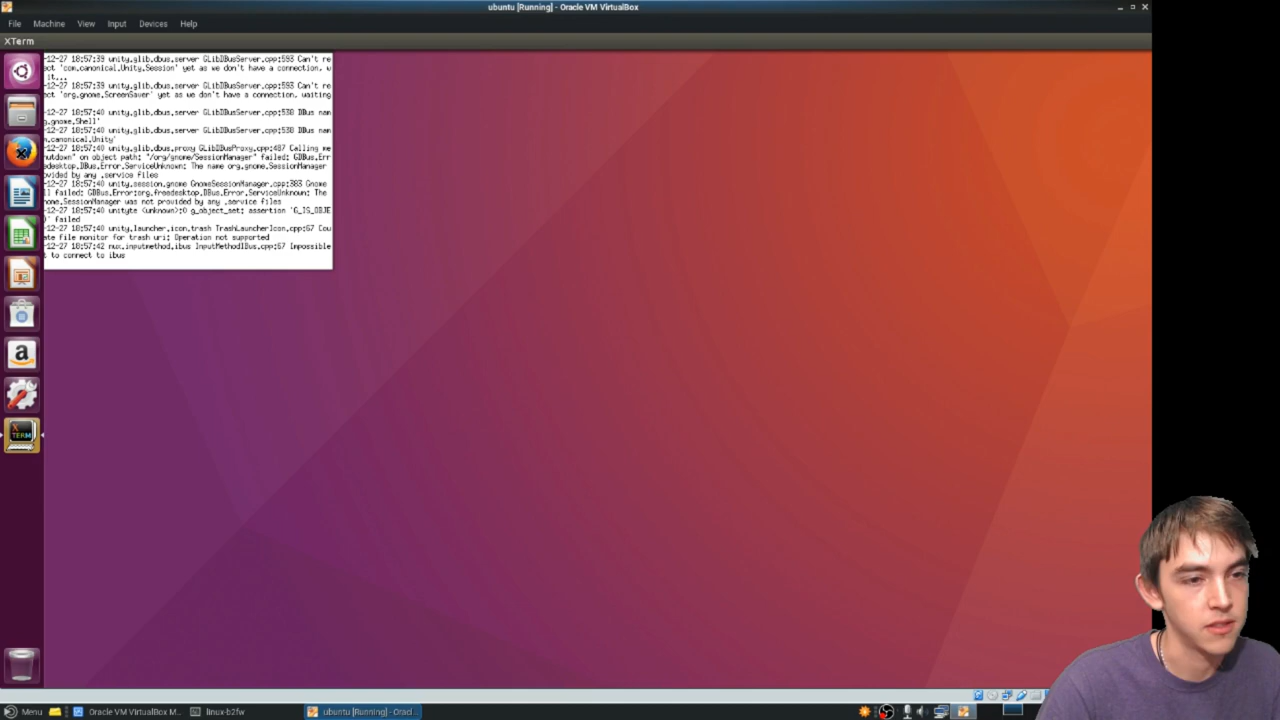 ubuntu [Running] - Oracle VM VirtualBox
File Machine View Input Devices Help
XTerm
-12-27 18:57:39 unity.glib.dbus.server GLibDBusServer.cpp:593 Can't re
ect 'com.canonical.Unity.Session' yet as we don't have a connection, w
it...
-12-27 18:57:39 unity.glib.dbus.server GLibDBusServer.cpp:593 Can't re
ect 'org.gnome.ScreenSaver' yet as we don't have a connection, waiting
-12-27 18:57:40 unity.glib.dbus.server GLibDBusServer.cpp:538 DBus nam
g.gnome.Shell'
-12-27 18:57:40 unity.glib.dbus.server GLibDBusServer.cpp:538 DBus nam
m.canonical.Unity'
-12-27 18:57:40 unity.glib.dbus.proxy GLibDBusProxy.cpp:487 Calling me
hutdown" on object path: "/org/gnome/SessionManager" failed: GDBus.Err
eedesktop.DBus.Error.ServiceUnknown: The name org.gnome.SessionManager
ovided by any .service files
-12-27 18:57:40 unity.session.gnome GnomeSessionManager.cpp:383 Gnome
ll failed: GDBus.Error:org.freedesktop.DBus.Error.ServiceUnknown: The
nome.SessionManager was not provided by any .service files
-12-27 18:57:40 unityte <unknown>:0 g_object_set: assertion 'G_IS_OBJE
)' failed
-12-27 18:57:40 unity.launcher.icon.trash TrashLauncherIcon.cpp:67 Cou
ate file monitor for trash uri: Operation not supported
-12-27 18:57:42 nux.inputmethod.ibus InputMethodIBus.cpp:67 Impossible
t to connect to ibus
a
X
TERM
Menu Oracle VM VirtualBox M... linux-b2fw ubuntu [Running] - Oracl...